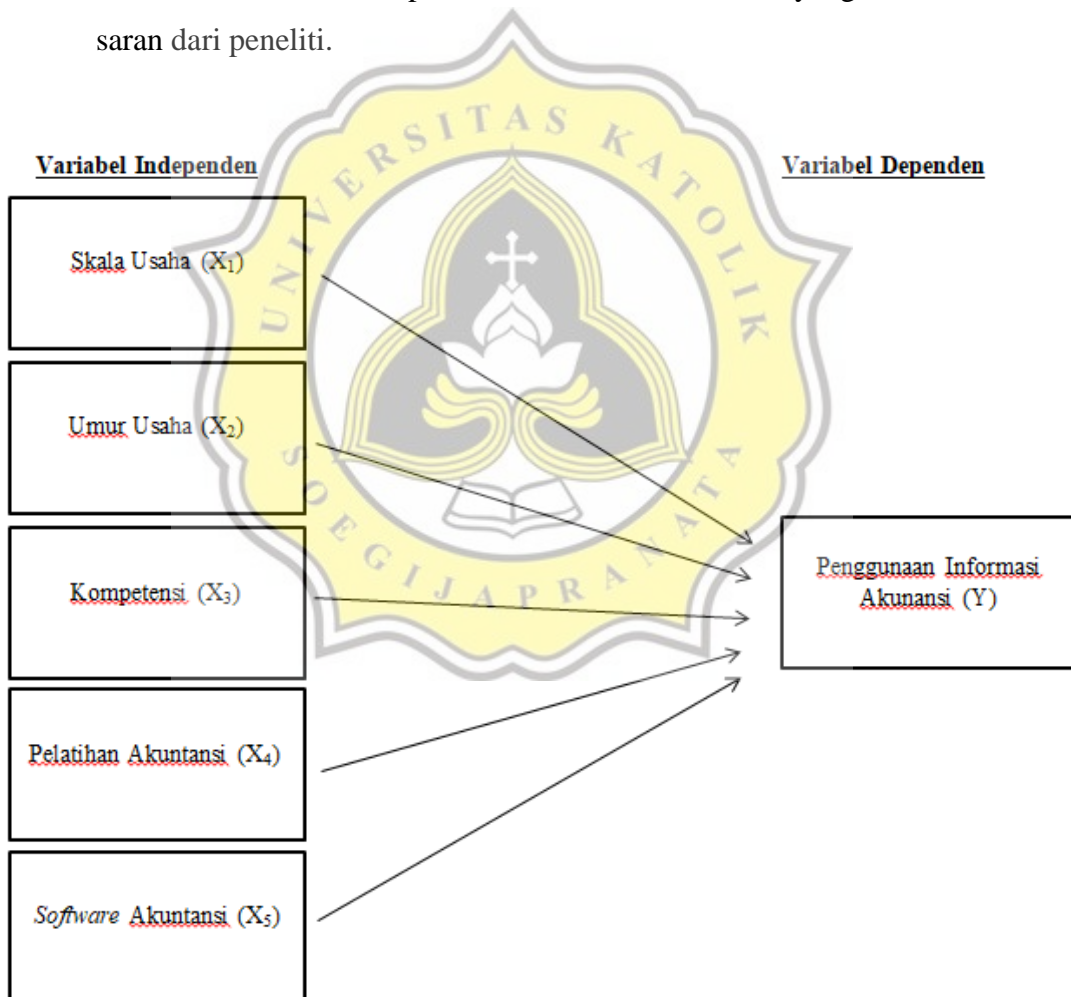 saran dari peneliti.
UNIVERSITAS KATOLIK
SOEGIJAPRANATA
Variabel Independen
Variabel Dependen
Skala Usaha (X₁)
Umur Usaha (X₂)
Kompetensi (X₃)
Pelatihan Akuntansi (X₄)
Software Akuntansi (X₅)
Penggunaan Informasi
Akunansi (Y)